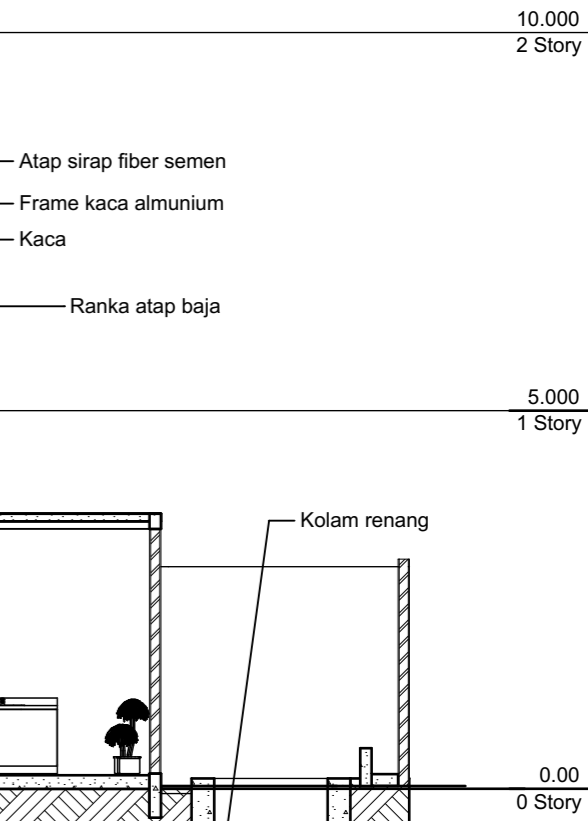 10.000
2 Story
Atap sirap fiber semen
Frame kaca almunium
Kaca
Ranka atap baja
5.000
1 Story
Kolam renang
0.00
0 Story